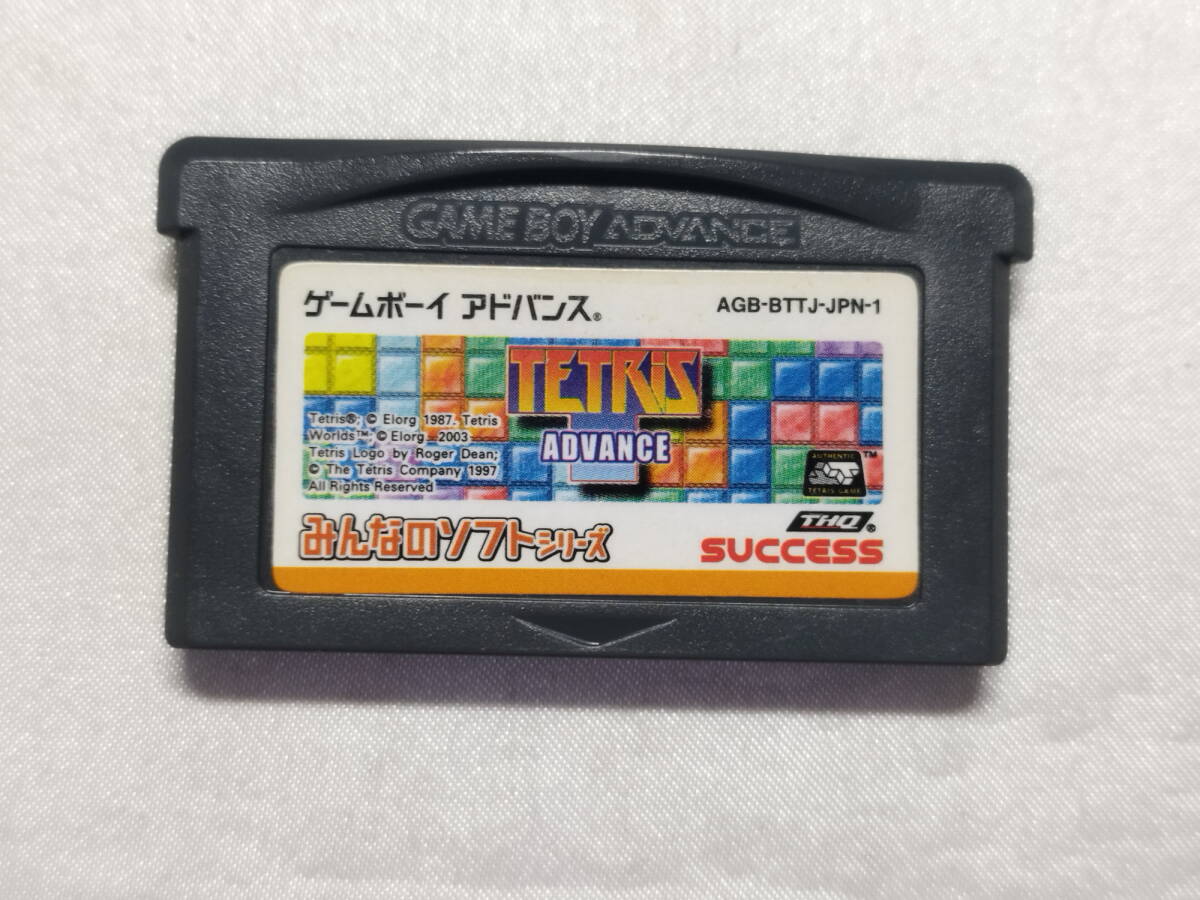 GAME BOY ADVANCE
ゲームボーイ アドバンス®
AGB-BTTJ-JPN-1
TETRiS
ADVANCE
Tetris®; © Elorg 1987. Tetris
Worlds™; © Elorg 2003
Tetris Logo by Roger Dean;
© The Tetris Company 1997
All Rights Reserved
AUTHENTIC
TETRIS GAME
™
THQ®
みんなのソフトシリーズ
SUCCESS